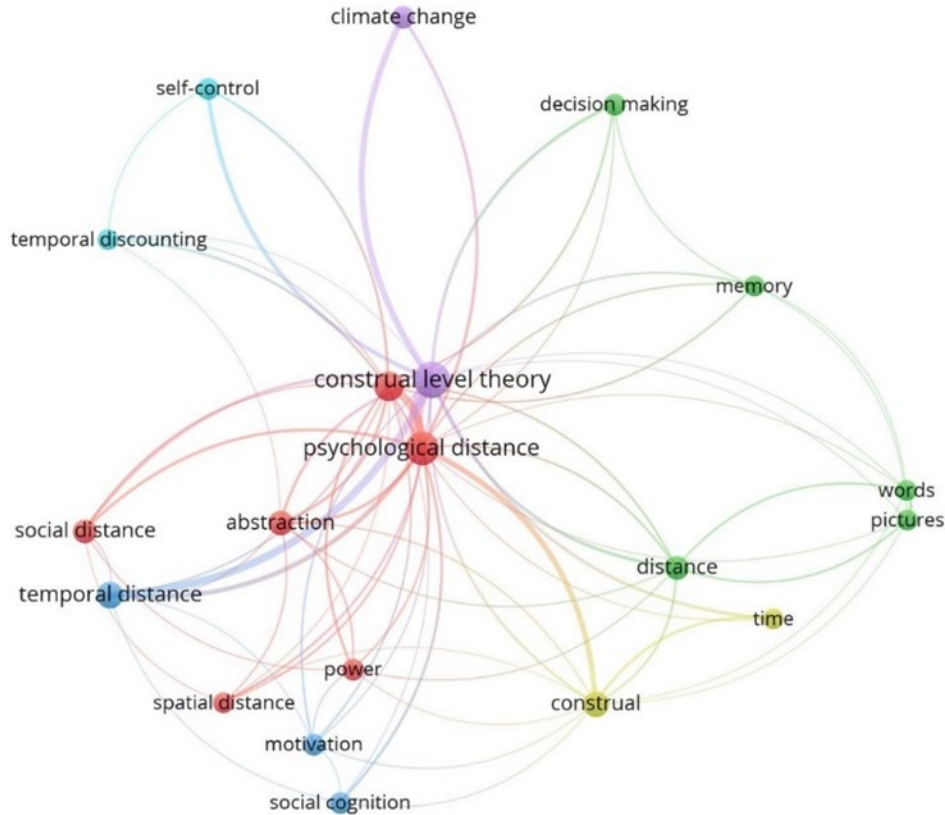 climate change
self-control
decision making
temporal discounting
memory
construal level theory
psychological distance
words
pictures
social distance
abstraction
distance
temporal distance
time
power
spatial distance
construal
motivation
social cognition